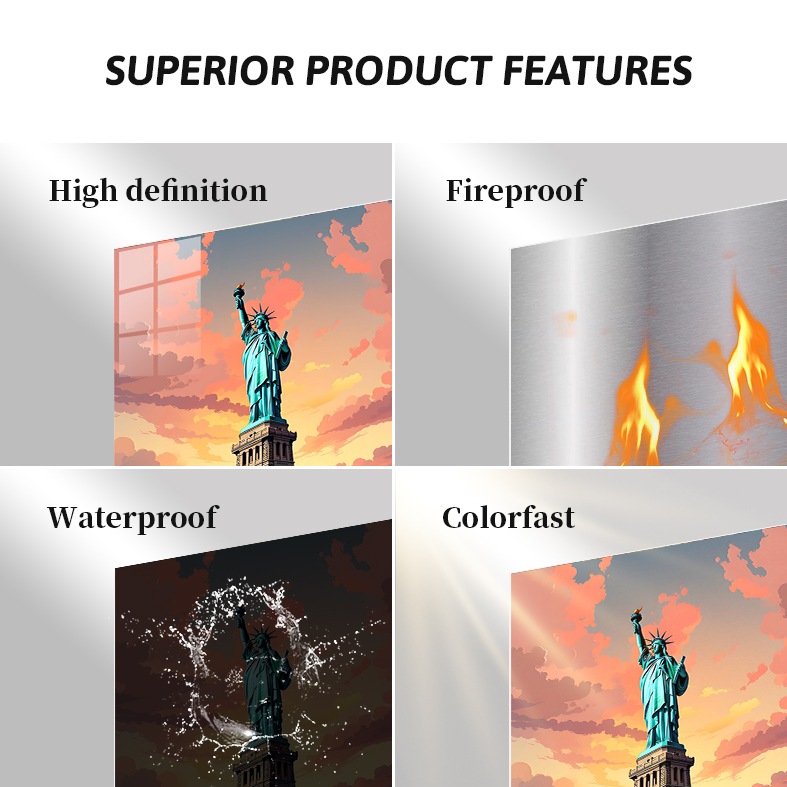 SUPERIOR PRODUCT FEATURES
High definition
Fireproof
Waterproof
Colorfast